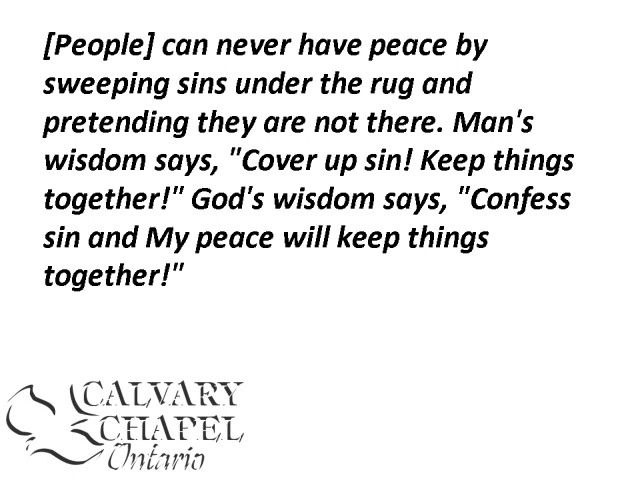 [People] can never have peace by
sweeping sins under the rug and
pretending they are not there. Man's
wisdom says, "Cover up sin! Keep things
together!" God's wisdom says, "Confess
sin and My peace will keep things
together!"
CALVARY
CHAPEL
Ontario